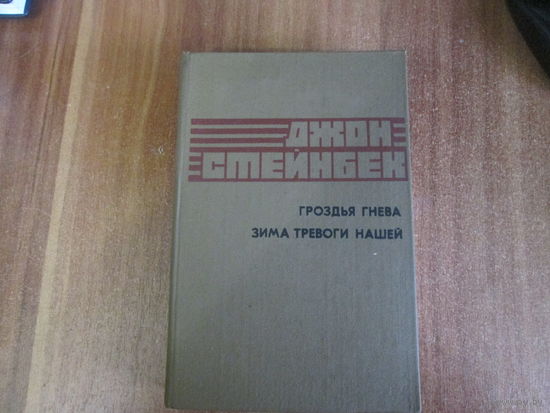 ДЖОН
СТЕЙНБЕК
ГРОЗДЬЯ ГНЕВА
ЗИМА ТРЕВОГИ НАШЕЙ